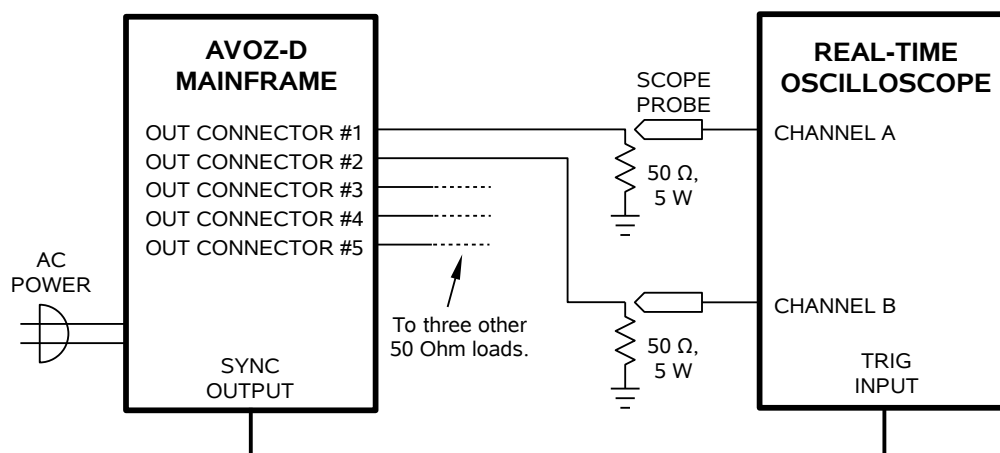 AVOZ-D
MAINFRAME
OUT CONNECTOR #1
OUT CONNECTOR #2
OUT CONNECTOR #3
OUT CONNECTOR #4
OUT CONNECTOR #5
AC
POWER
SYNC
OUTPUT
To three other
50 Ohm loads.
SCOPE
PROBE
50 Ω,
5 W
50 Ω,
5 W
REAL-TIME
OSCILLOSCOPE
CHANNEL A
CHANNEL B
TRIG
INPUT